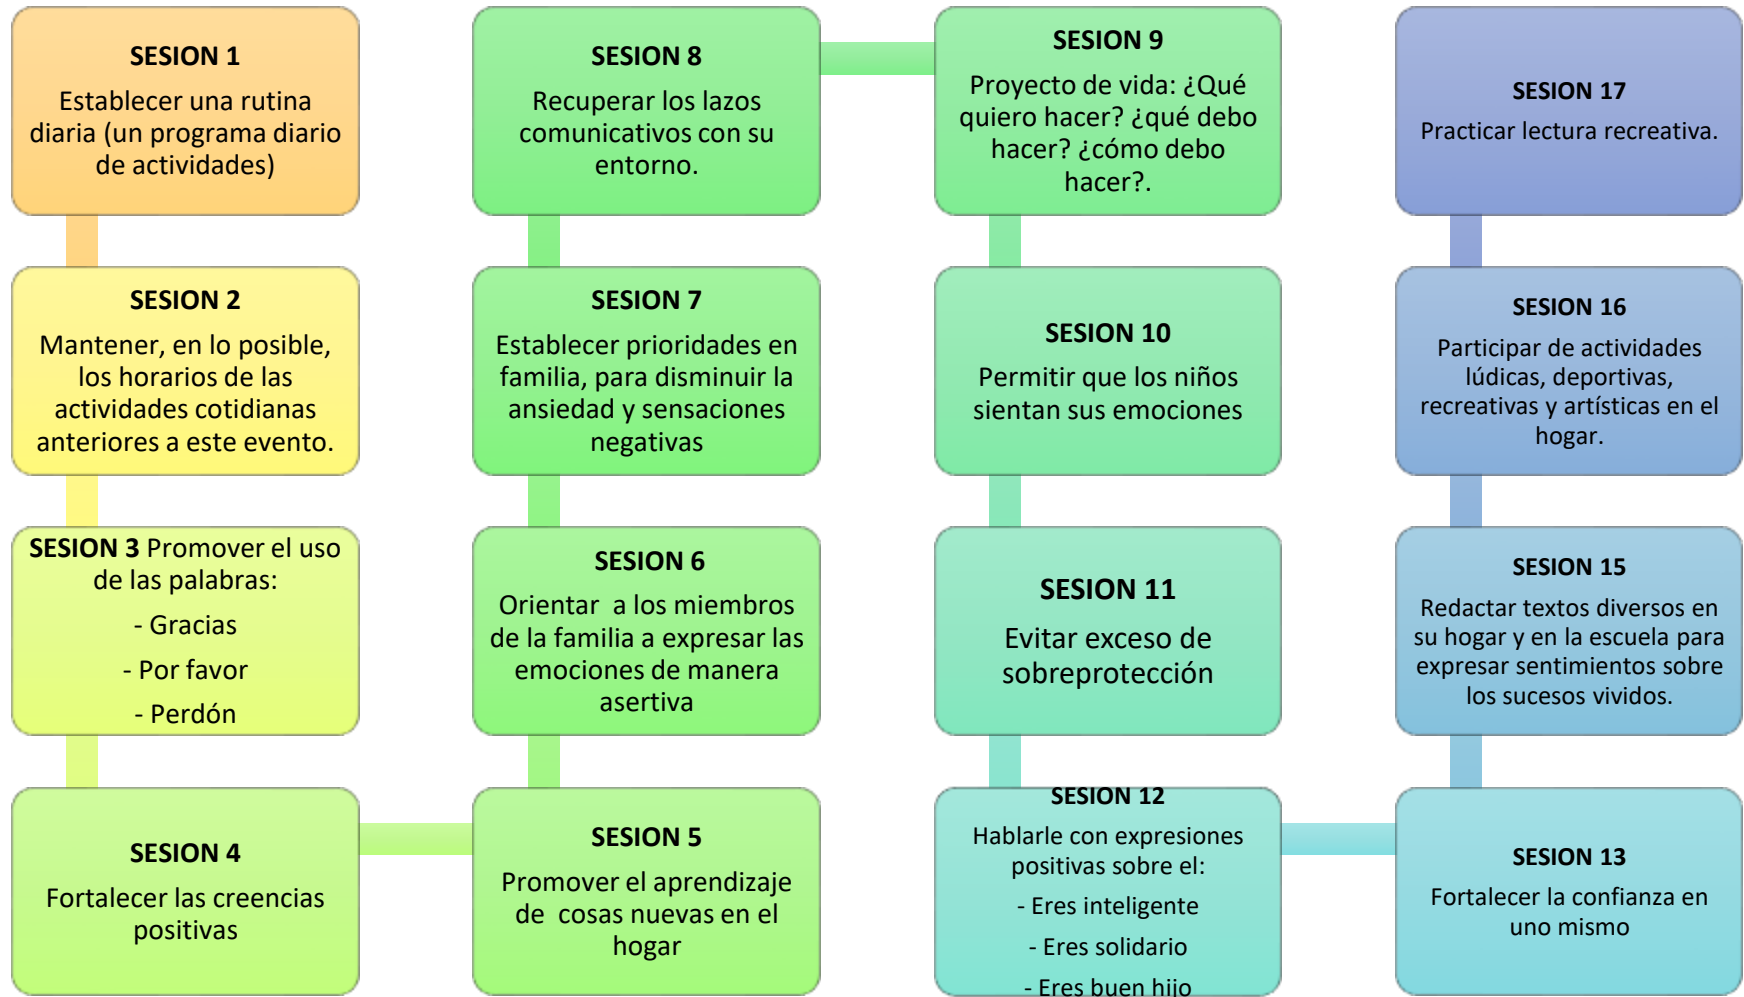 SESION 1
Establecer una rutina
diaria (un programa diario
de actividades)
SESION 2
Mantener, en lo posible,
los horarios de las
actividades cotidianas
anteriores a este evento.
SESION 3 Promover el uso
de las palabras:
- Gracias
- Por favor
- Perdón
SESION 4
Fortalecer las creencias
positivas
SESION 5
Promover el aprendizaje
de cosas nuevas en el
hogar
SESION 6
Orientar a los miembros
de la familia a expresar las
emociones de manera
asertiva
SESION 7
Establecer prioridades en
familia, para disminuir la
ansiedad y sensaciones
negativas
SESION 8
Recuperar los lazos
comunicativos con su
entorno.
SESION 9
Proyecto de vida: ¿Qué
quiero hacer? ¿qué debo
hacer? ¿cómo debo
hacer?.
SESION 10
Permitir que los niños
sientan sus emociones
SESION 11
Evitar exceso de
sobreprotección
SESION 12
Hablarle con expresiones
positivas sobre el:
- Eres inteligente
- Eres solidario
- Eres buen hijo
SESION 13
Fortalecer la confianza en
uno mismo
SESION 15
Redactar textos diversos en
su hogar y en la escuela para
expresar sentimientos sobre
los sucesos vividos.
SESION 16
Participar de actividades
lúdicas, deportivas,
recreativas y artísticas en el
hogar.
SESION 17
Practicar lectura recreativa.